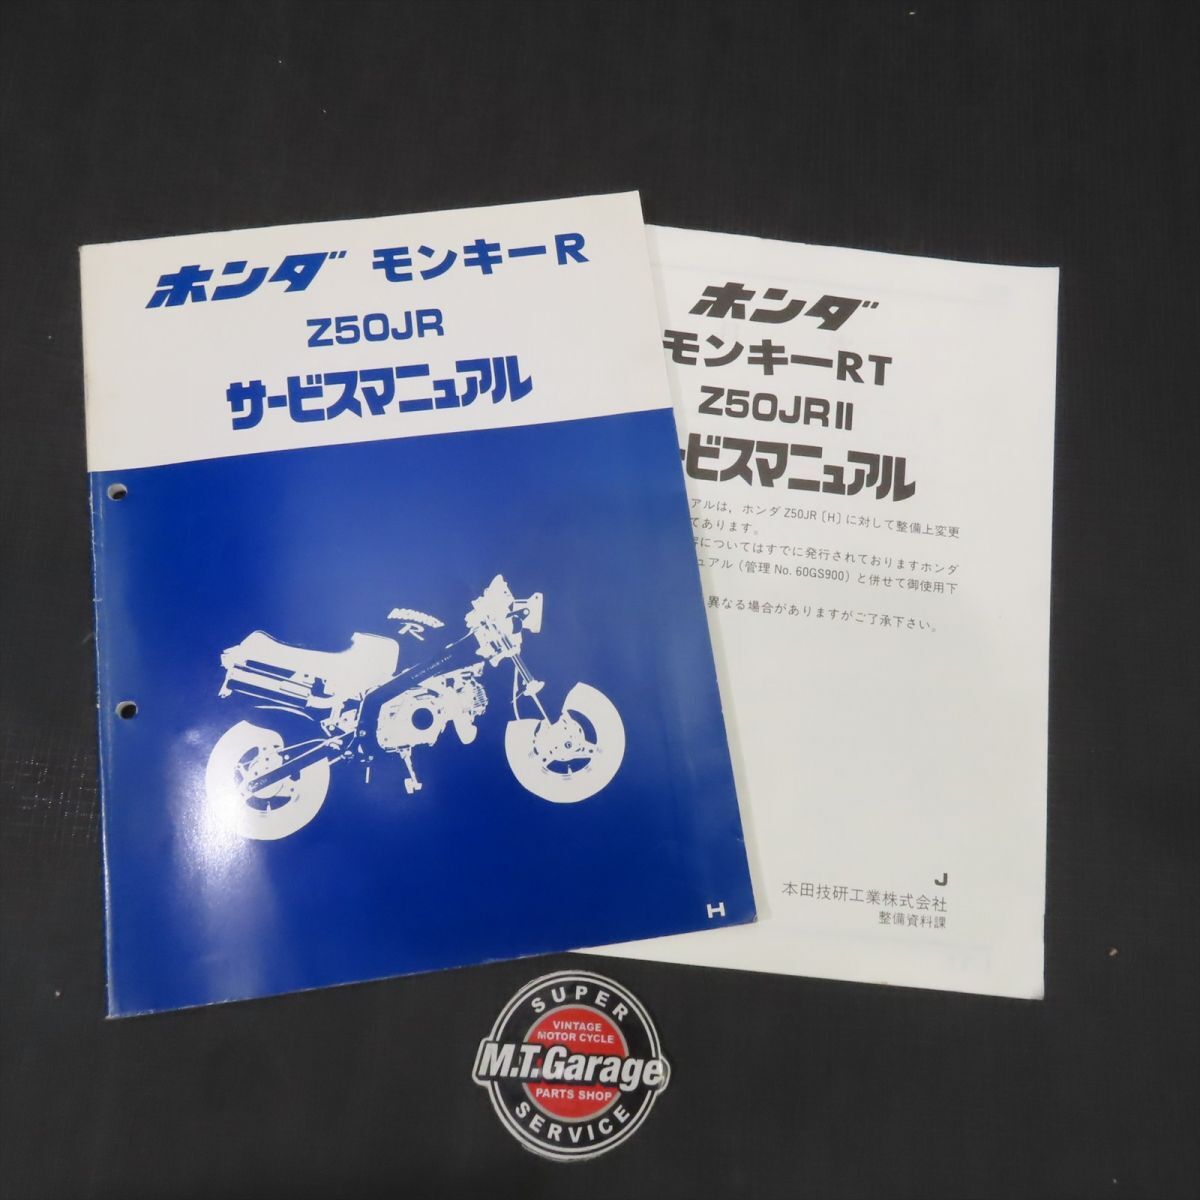 ホンダ モンキーR
Z50JR
サービスマニュアル
MONKEY
R
H
ホンダ
モンキーRT
Z50JRII
ービスマニュアル
アルは，ホンダZ50JR〔H〕に対して整備上変更
てあります。
についてはすでに発行されておりますホンダ
ュアル（管理 No. 60GS900）と併せて御使用下
異なる場合がありますがご了承下さい。
J
本田技研工業株式会社
整備資料課
SUPER
VINTAGE
MOTOR CYCLE
M.T.Garage
PARTS SHOP
SERVICE